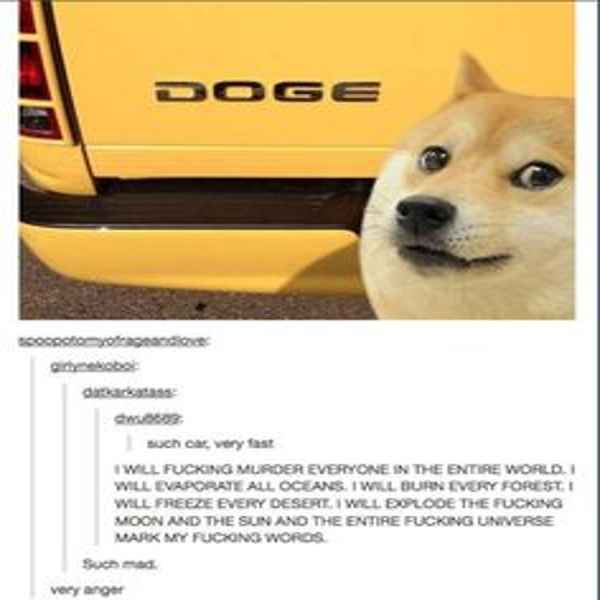 DOGE
spoopotomyofrageandlove:
girlynekoboi:
datkarkatass:
dwu8689:
such car, very fast
I WILL FUCKING MURDER EVERYONE IN THE ENTIRE WORLD. I
WILL EVAPORATE ALL OCEANS. I WILL BURN EVERY FOREST. I
WILL FREEZE EVERY DESERT. I WILL EXPLODE THE FUCKING
MOON AND THE SUN AND THE ENTIRE FUCKING UNIVERSE
MARK MY FUCKING WORDS.
Such mad.
very anger